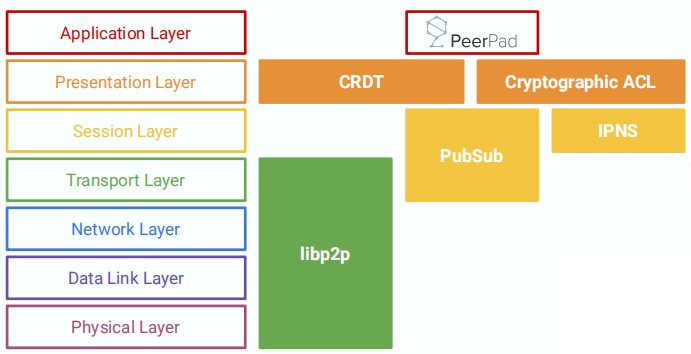 Application Layer
PeerPad
Presentation Layer
CRDT
Cryptographic ACL
Session Layer
PubSub
IPNS
Transport Layer
Network Layer
libp2p
Data Link Layer
Physical Layer